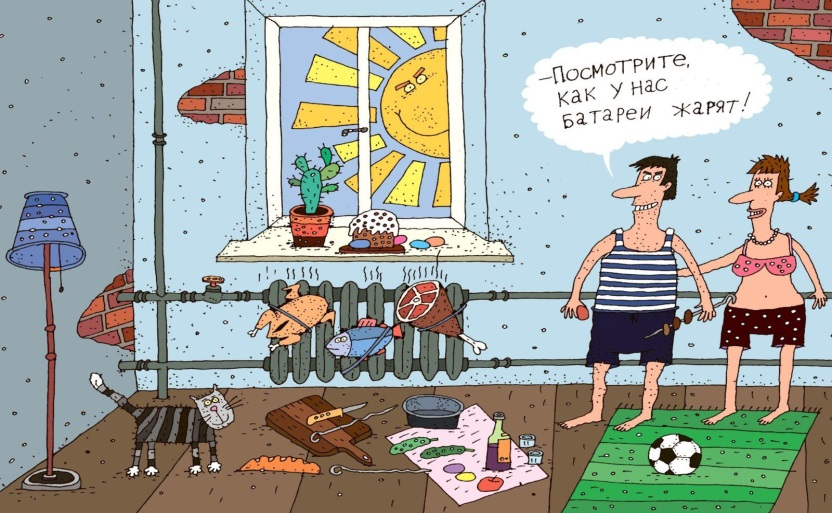 -Посмотрите,
как у нас
батареи жарят!